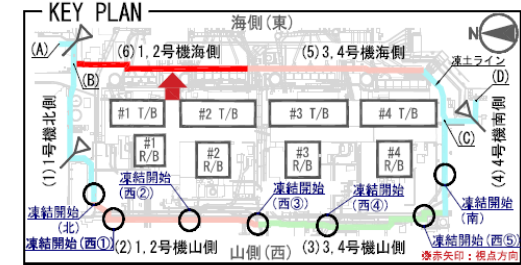 KEY PLAN
海側(東)
N
(A)
(6)1,2号機海側
(5)3,4号機海側
凍土ライン
(B)
(D)
(C)
#1 T/B
#2 T/B
#3 T/B
#4 T/B
#1
R/B
#2
R/B
#3
R/B
#4
R/B
(1)1号機北側
(4)4号機南側
凍結開始
(西②)
凍結開始
(西③)
凍結開始
(西④)
凍結開始
(北)
凍結開始
(南)
凍結開始(西①)
(2)1,2号機山側
山側(西)
(3)3,4号機山側
凍結開始(西⑤)
※赤矢印：視点方向